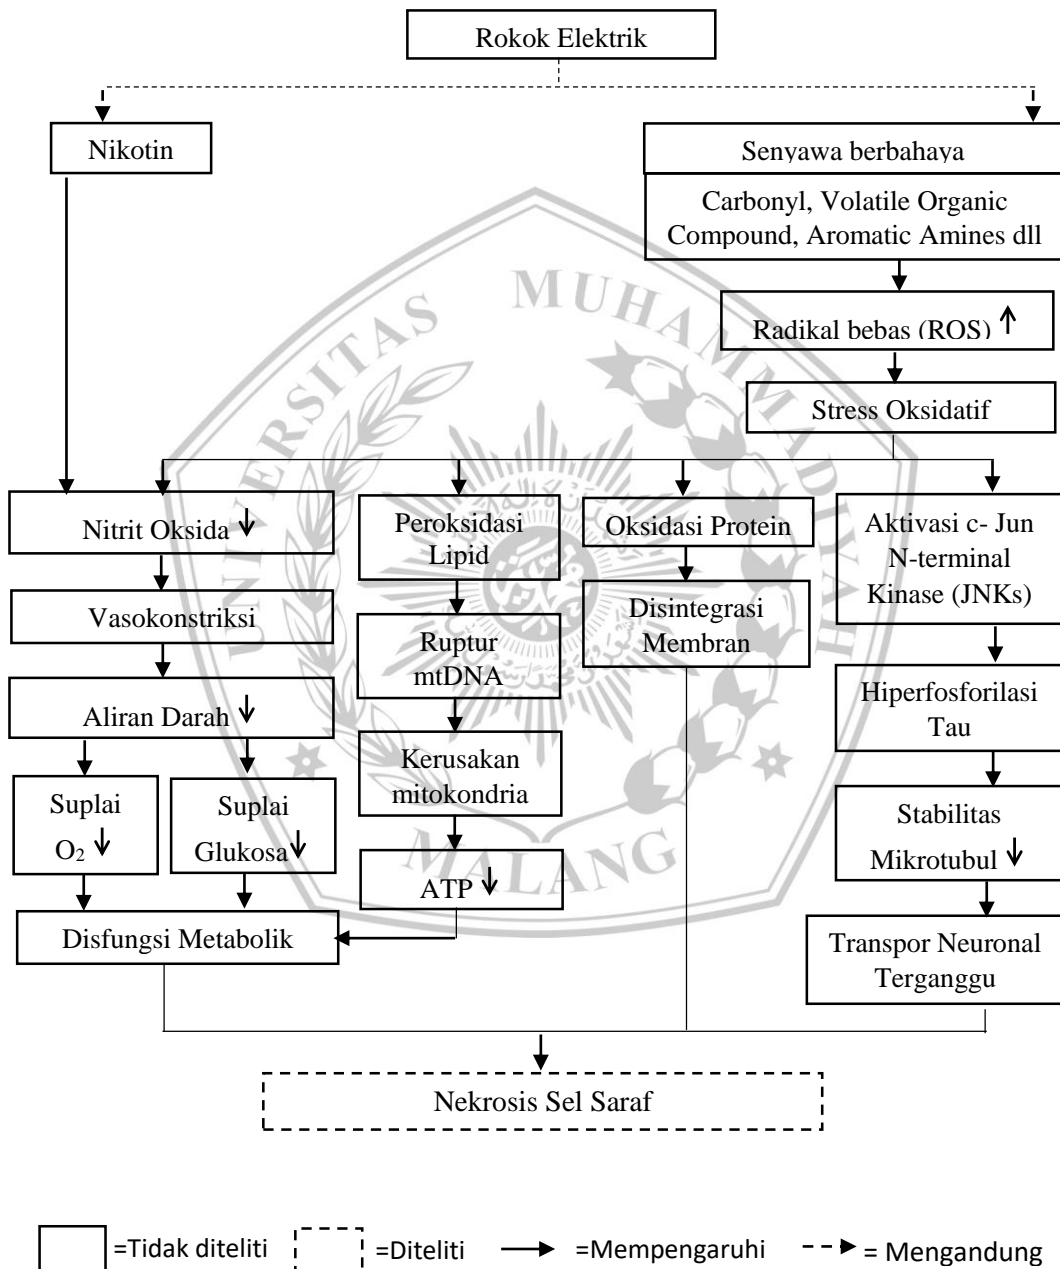 Rokok Elektrik
Nikotin
Senyawa berbahaya
Carbonyl, Volatile Organic
Compound, Aromatic Amines dll
Radikal bebas (ROS) ↑
Stress Oksidatif
Nitrit Oksida ↓
Peroksidasi
Lipid
Oksidasi Protein
Aktivasi c- Jun
N-terminal
Kinase (JNKs)
Vasokonstriksi
Ruptur
mtDNA
Disintegrasi
Membran
Aliran Darah ↓
Kerusakan
mitokondria
Hiperfosforilasi
Tau
Suplai
O₂ ↓
Suplai
Glukosa ↓
ATP ↓
Stabilitas
Mikrotubul ↓
Disfungsi Metabolik
Transpor Neuronal
Terganggu
Nekrosis Sel Saraf
=Tidak diteliti
=Diteliti
=Mempengaruhi
= Mengandung
UNIVERSITAS MUHAMMADIYAH
MALANG